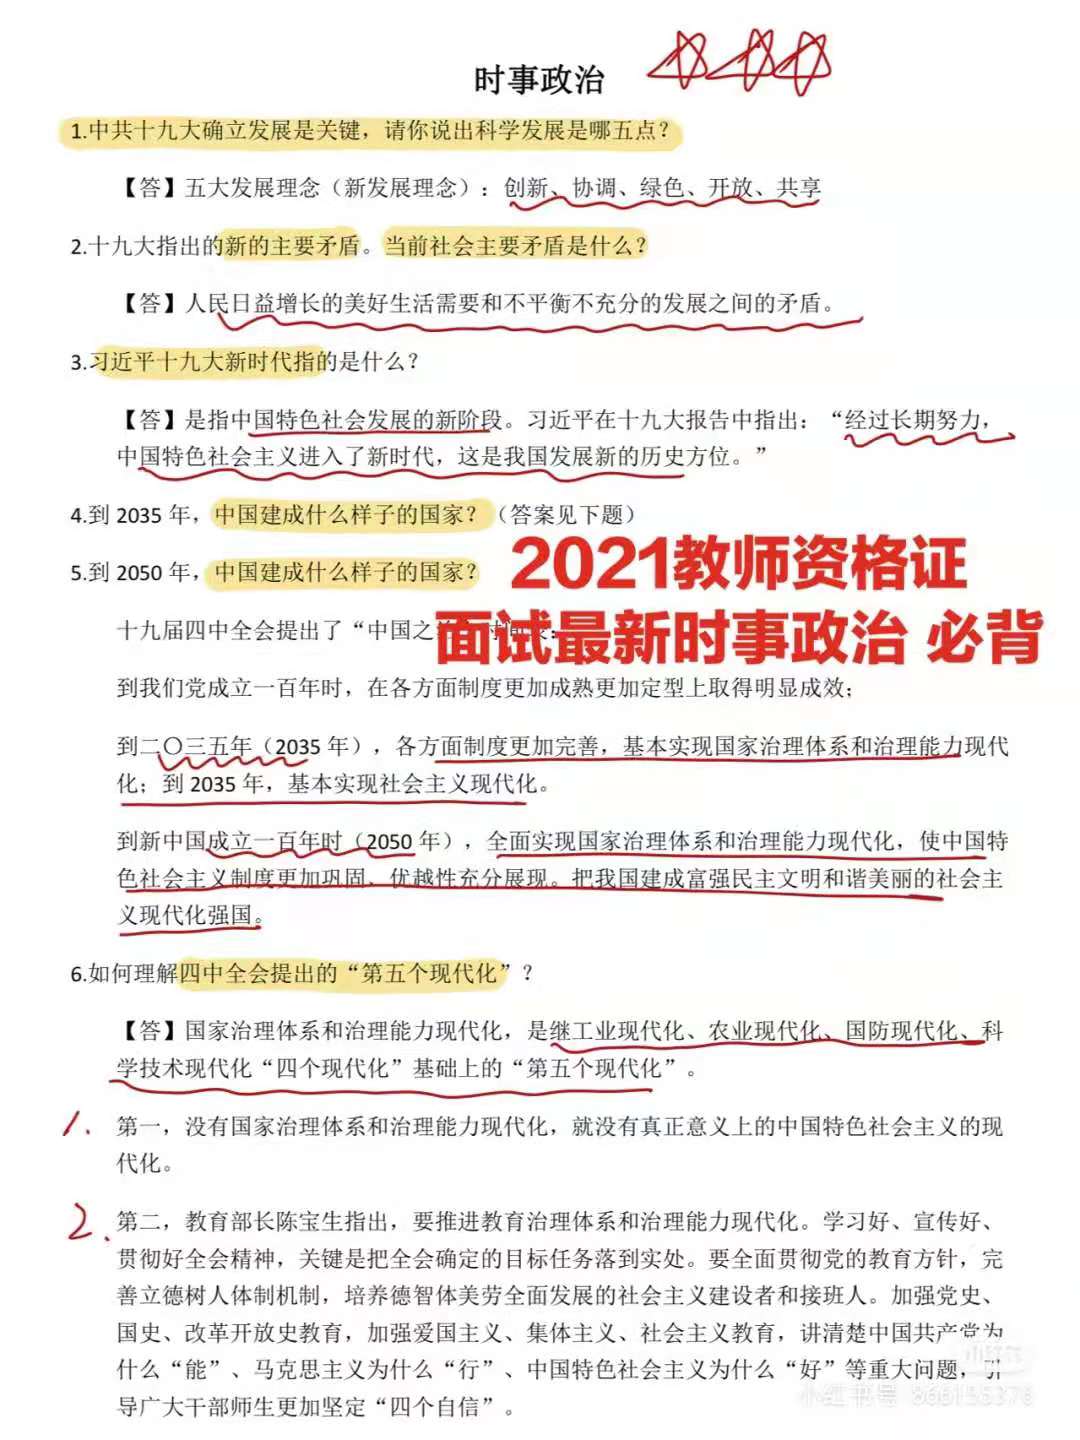 时事政治
1.中共十九大确立发展是关键，请你说出科学发展是哪五点？
【答】五大发展理念（新发展理念）：创新、协调、绿色、开放、共享
2.十九大指出的新的主要矛盾。当前社会主要矛盾是什么？
【答】人民日益增长的美好生活需要和不平衡不充分的发展之间的矛盾。
3.习近平十九大新时代指的是什么？
【答】是指中国特色社会发展的新阶段。习近平在十九大报告中指出：“经过长期努力，
中国特色社会主义进入了新时代，这是我国发展新的历史方位。”
4.到 2035 年，中国建成什么样子的国家？（答案见下题）
5.到 2050 年，中国建成什么样子的国家？
2021教师资格证
面试最新时事政治 必背
十九届四中全会提出了“中国之
到我们党成立一百年时，在各方面制度更加成熟更加定型上取得明显成效；
到二〇三五年（2035 年），各方面制度更加完善，基本实现国家治理体系和治理能力现代
化；到 2035 年，基本实现社会主义现代化。
到新中国成立一百年时（2050 年），全面实现国家治理体系和治理能力现代化，使中国特
色社会主义制度更加巩固、优越性充分展现。把我国建成富强民主文明和谐美丽的社会主
义现代化强国。
6.如何理解四中全会提出的“第五个现代化”？
【答】国家治理体系和治理能力现代化，是继工业现代化、农业现代化、国防现代化、科
学技术现代化“四个现代化”基础上的“第五个现代化”。
1. 第一，没有国家治理体系和治理能力现代化，就没有真正意义上的中国特色社会主义的现
代化。
2. 第二，教育部长陈宝生指出，要推进教育治理体系和治理能力现代化。学习好、宣传好、
贯彻好全会精神，关键是把全会确定的目标任务落到实处。要全面贯彻党的教育方针，完
善立德树人体制机制，培养德智体美劳全面发展的社会主义建设者和接班人。加强党史、
国史、改革开放史教育，加强爱国主义、集体主义、社会主义教育，讲清楚中国共产党为
什么“能”、马克思主义为什么“行”、中国特色社会主义为什么“好”等重大问题，引
导广大干部师生更加坚定“四个自信”。
小红书
小红书号 866155376